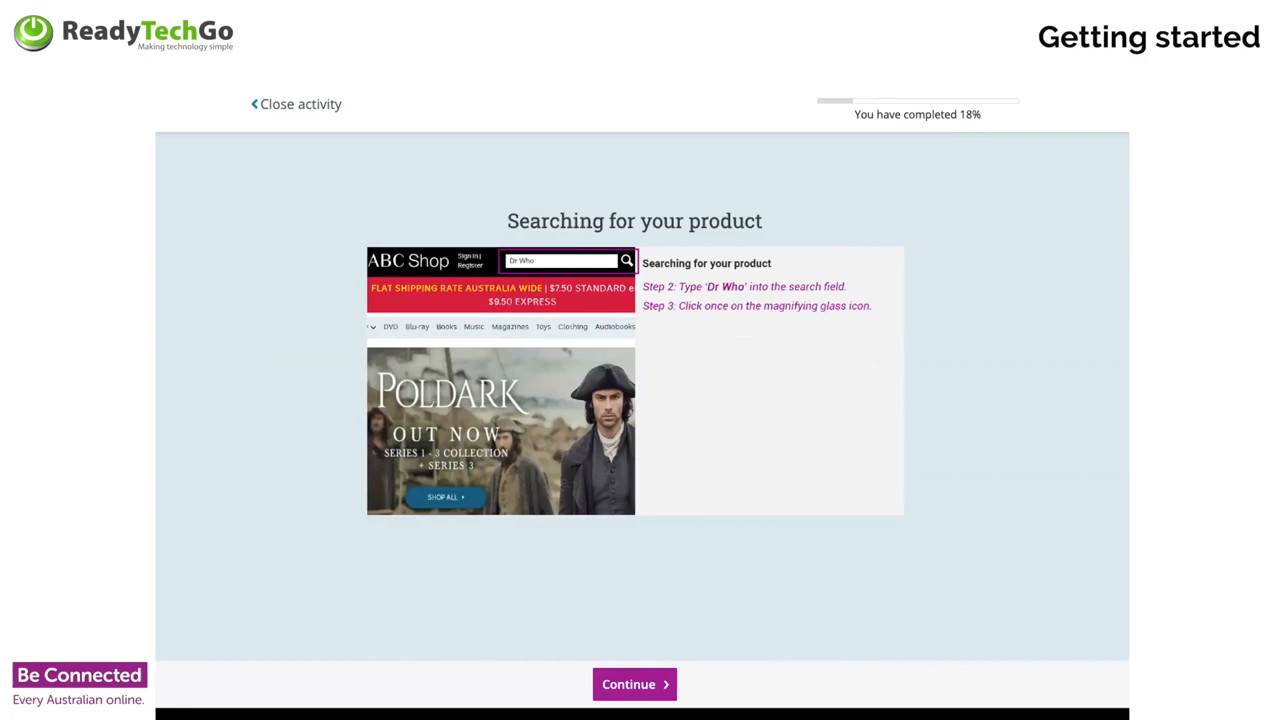 ReadyTechGo
Making technology simple
Getting started
Close activity
You have completed 18%
Searching for your product
ABC Shop
Sign in |
Register
Dr Who
FLAT SHIPPING RATE AUSTRALIA WIDE | $7.50 STANDARD
$9.50 EXPRESS
DVD Blu-ray Books Music Magazines Toys Clothing Audiobooks
POLDARK
OUT NOW
SERIES 1 - 3 COLLECTION
+ SERIES 3
SHOP ALL
Searching for your product
Step 2: Type 'Dr Who' into the search field.
Step 3: Click once on the magnifying glass icon.
Be Connected
Every Australian online.
Continue